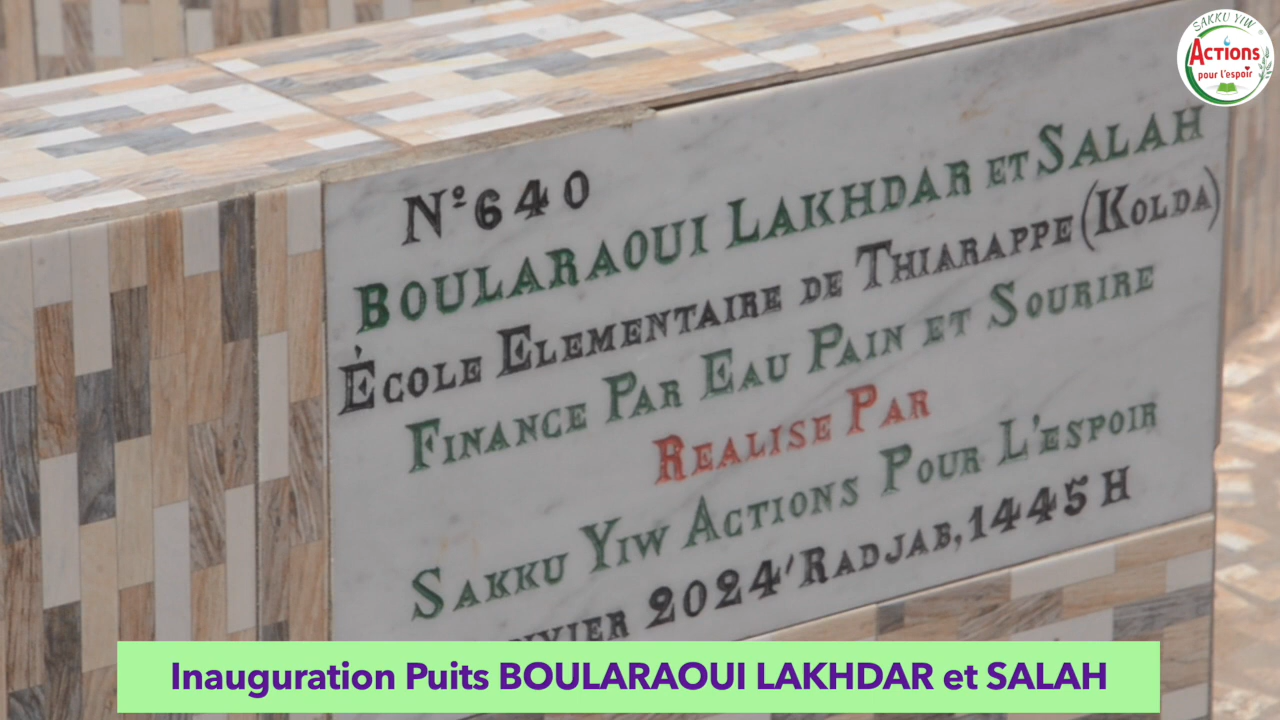 SAKKU YIW
ACTIONS
pour l'espoir
N° 640
BOULARAOUI LAKHDAR ET SALAH
ÉCOLE ELEMENTAIRE DE THIARAPPE (KOLDA)
FINANCE PAR EAU PAIN ET SOURIRE
REALISE PAR
SAKKU YIW ACTIONS POUR L'ESPOIR
2024'RADJAB, 1445 H
Inauguration Puits BOULARAOUI LAKHDAR et SALAH